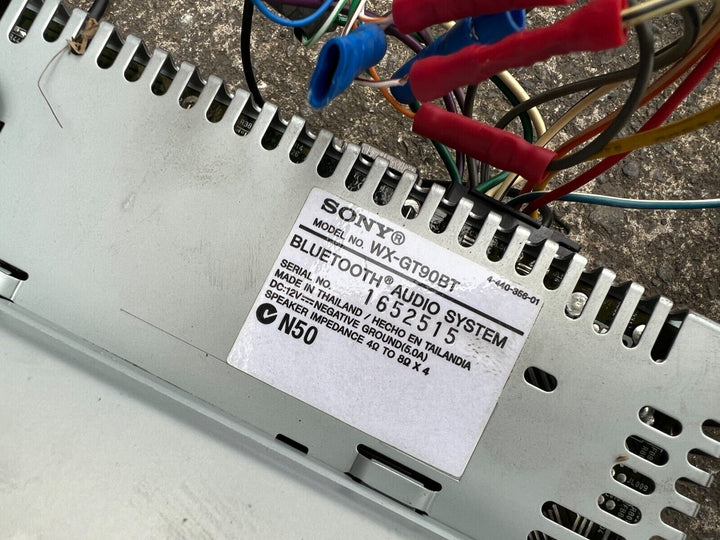 SONY®
MODEL NO. WX-GT90BT
4-440-356-01
BLUETOOTH® AUDIO SYSTEM
SERIAL NO. 1652515
MADE IN THAILAND / HECHO EN TAILANDIA
DC:12V⎓NEGATIVE GROUND(5.0A)
SPEAKER IMPEDANCE 4Ω TO 8Ω X 4
N50
JL009